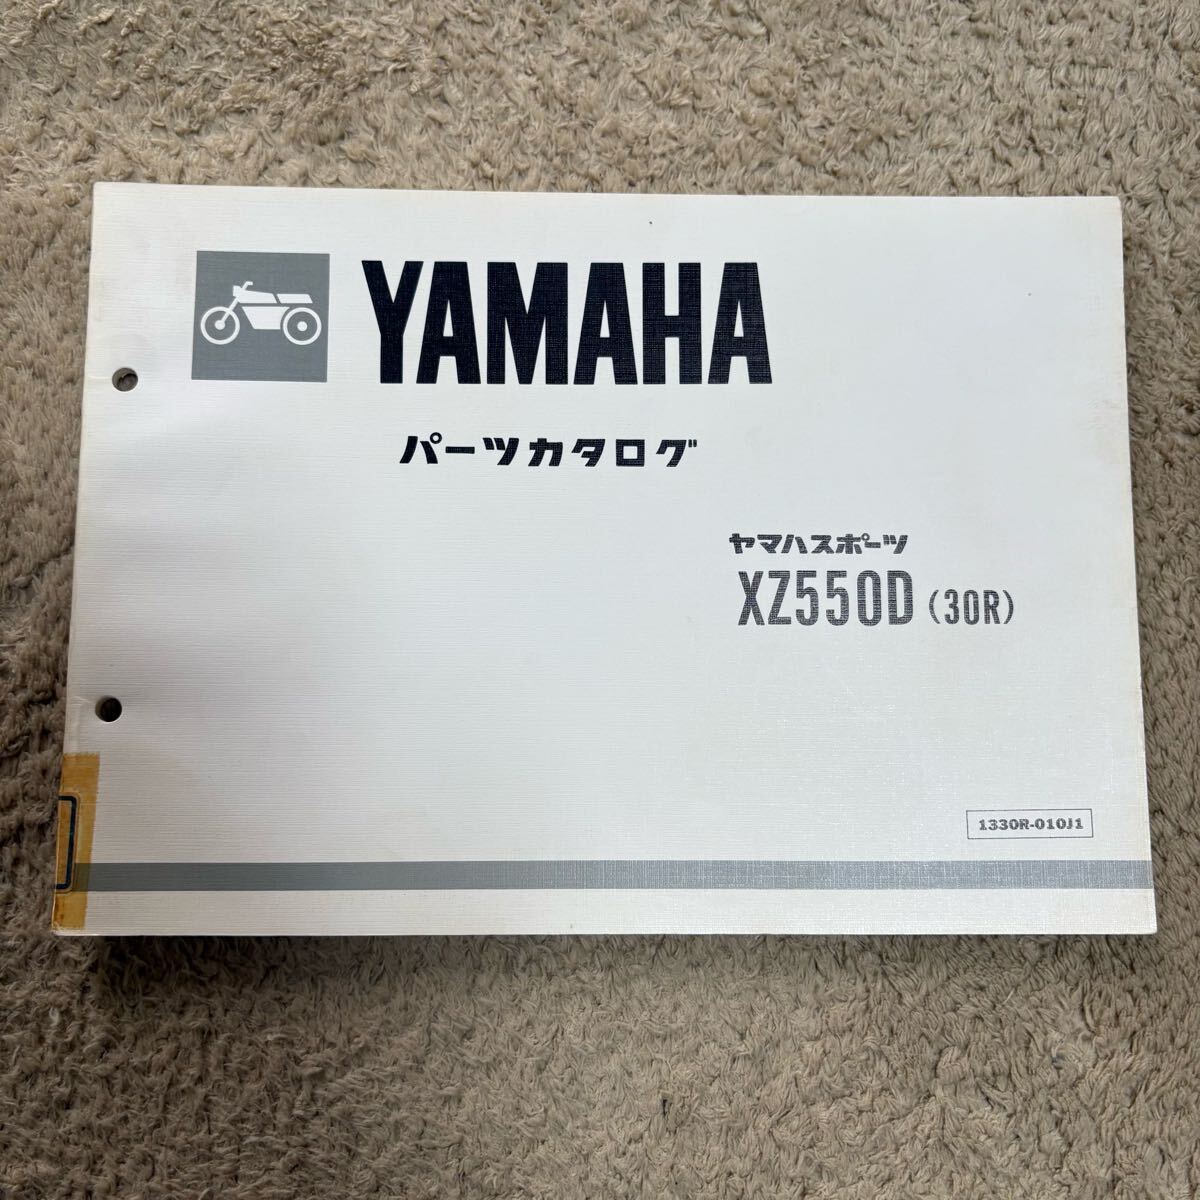 YAMAHA
パーツカタログ
ヤマハスポーツ
XZ550D (30R)
1330R-010J1